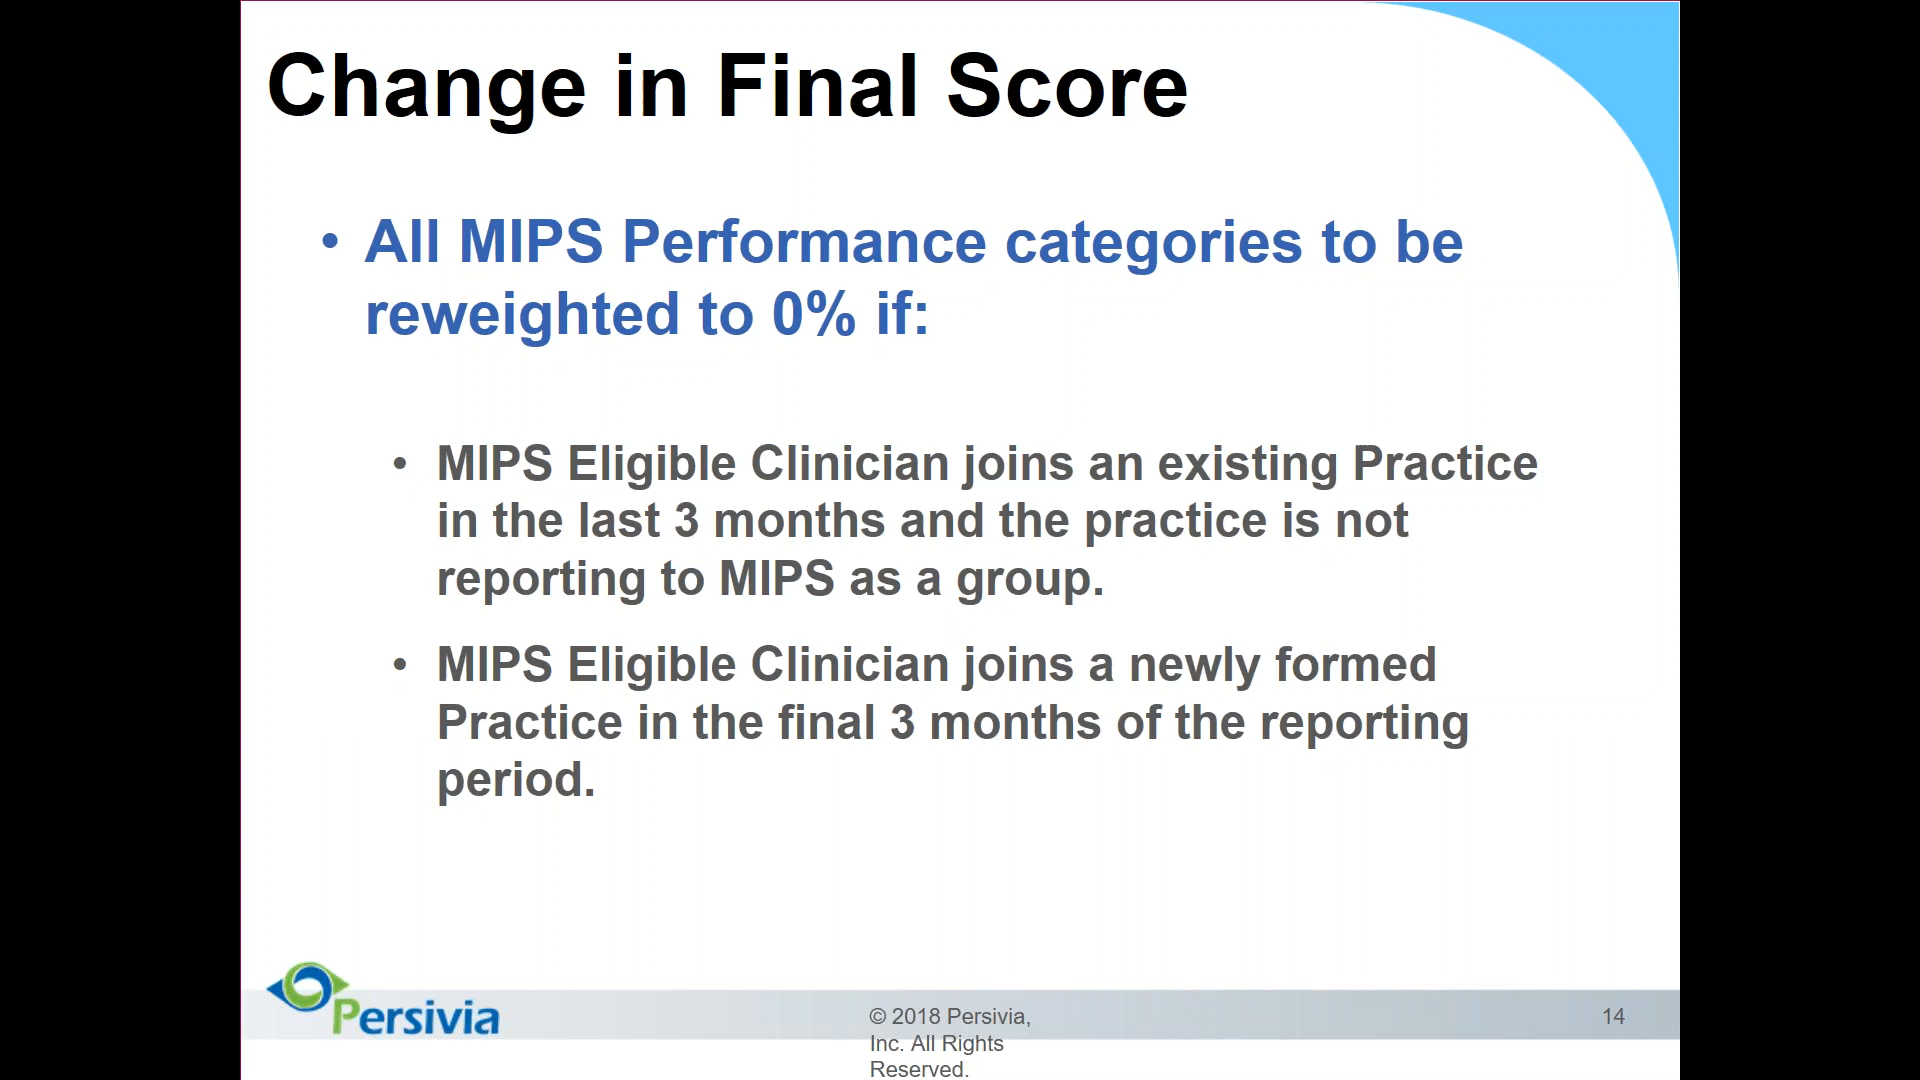 Change in Final Score
• All MIPS Performance categories to be
reweighted to 0% if:
• MIPS Eligible Clinician joins an existing Practice
in the last 3 months and the practice is not
reporting to MIPS as a group.
• MIPS Eligible Clinician joins a newly formed
Practice in the final 3 months of the reporting
period.
Persivia
© 2018 Persivia,
Inc. All Rights
Reserved.
14